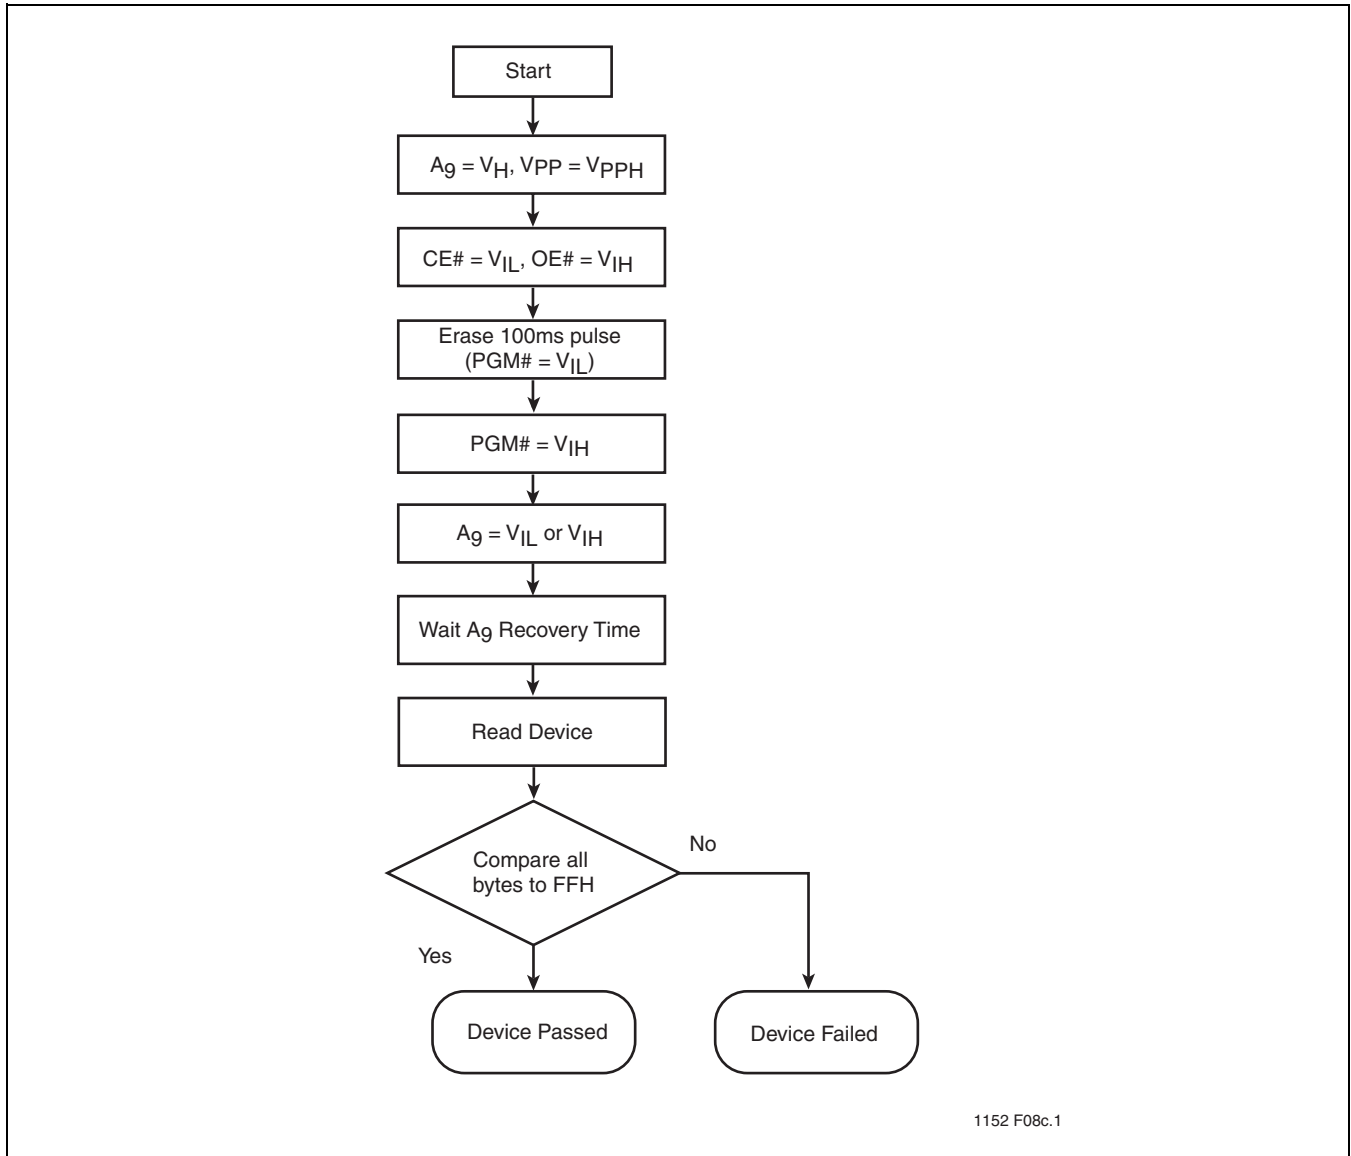 Start
A9 = VH, VPP = VPPH
CE# = VIL, OE# = VIH
Erase 100ms pulse
(PGM# = VIL)
PGM# = VIH
A9 = VIL or VIH
Wait A9 Recovery Time
Read Device
Compare all
bytes to FFH
No
Yes
Device Passed
Device Failed
1152 F08c.1